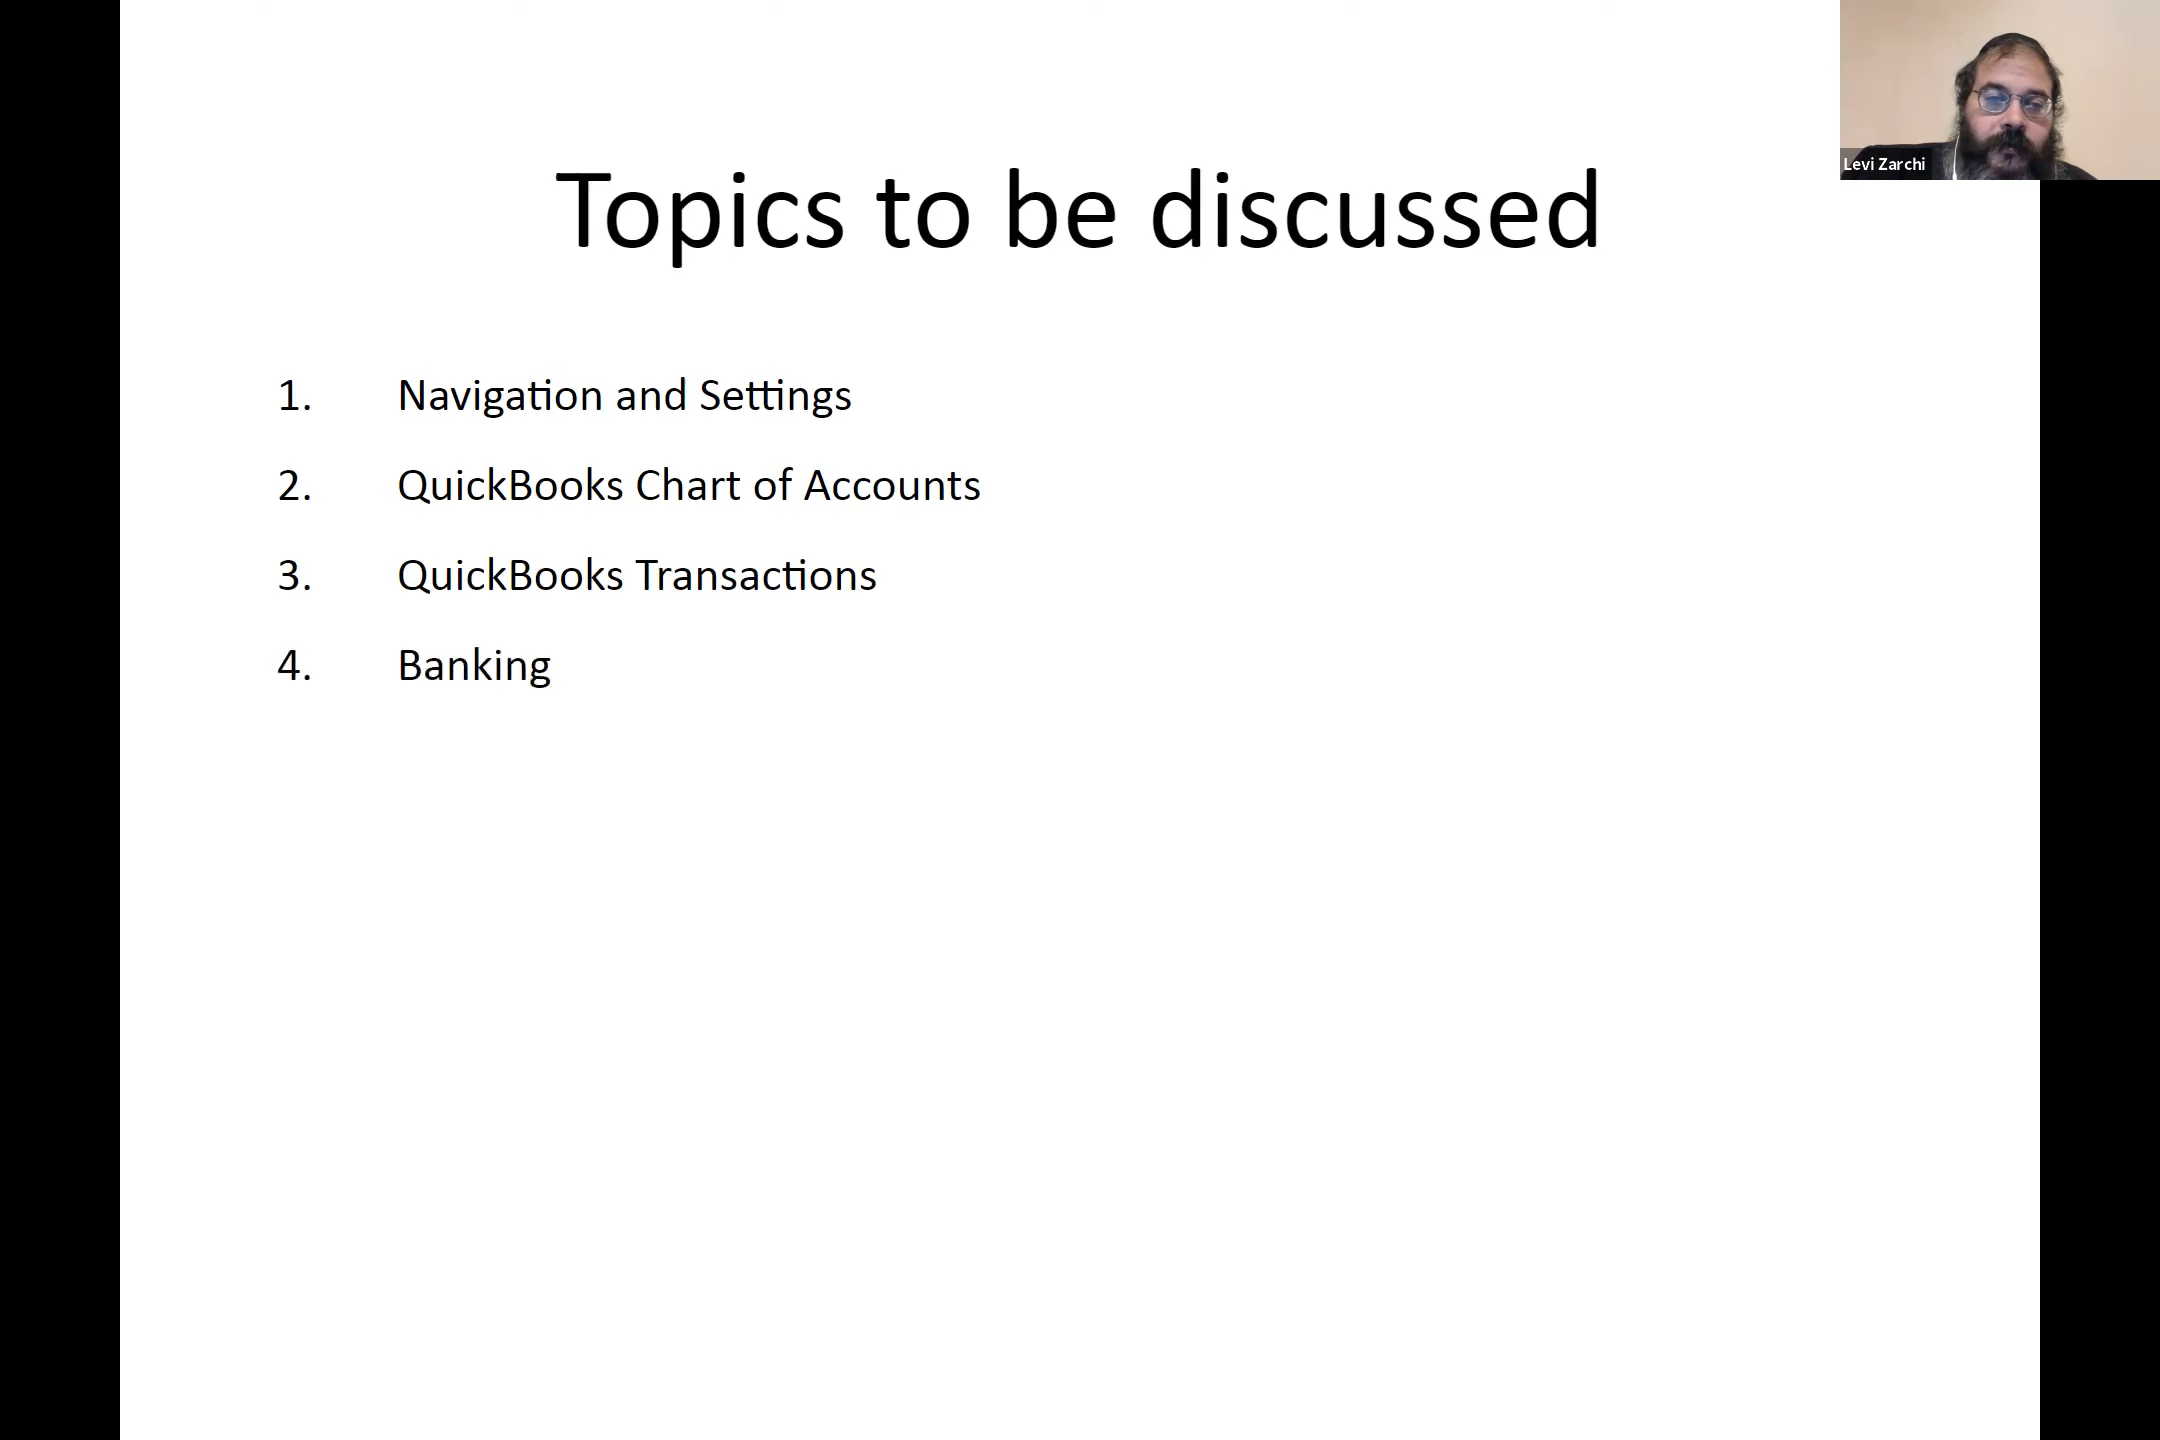 Topics to be discussed
1. Navigation and Settings
2. QuickBooks Chart of Accounts
3. QuickBooks Transactions
4. Banking
Levi Zarchi